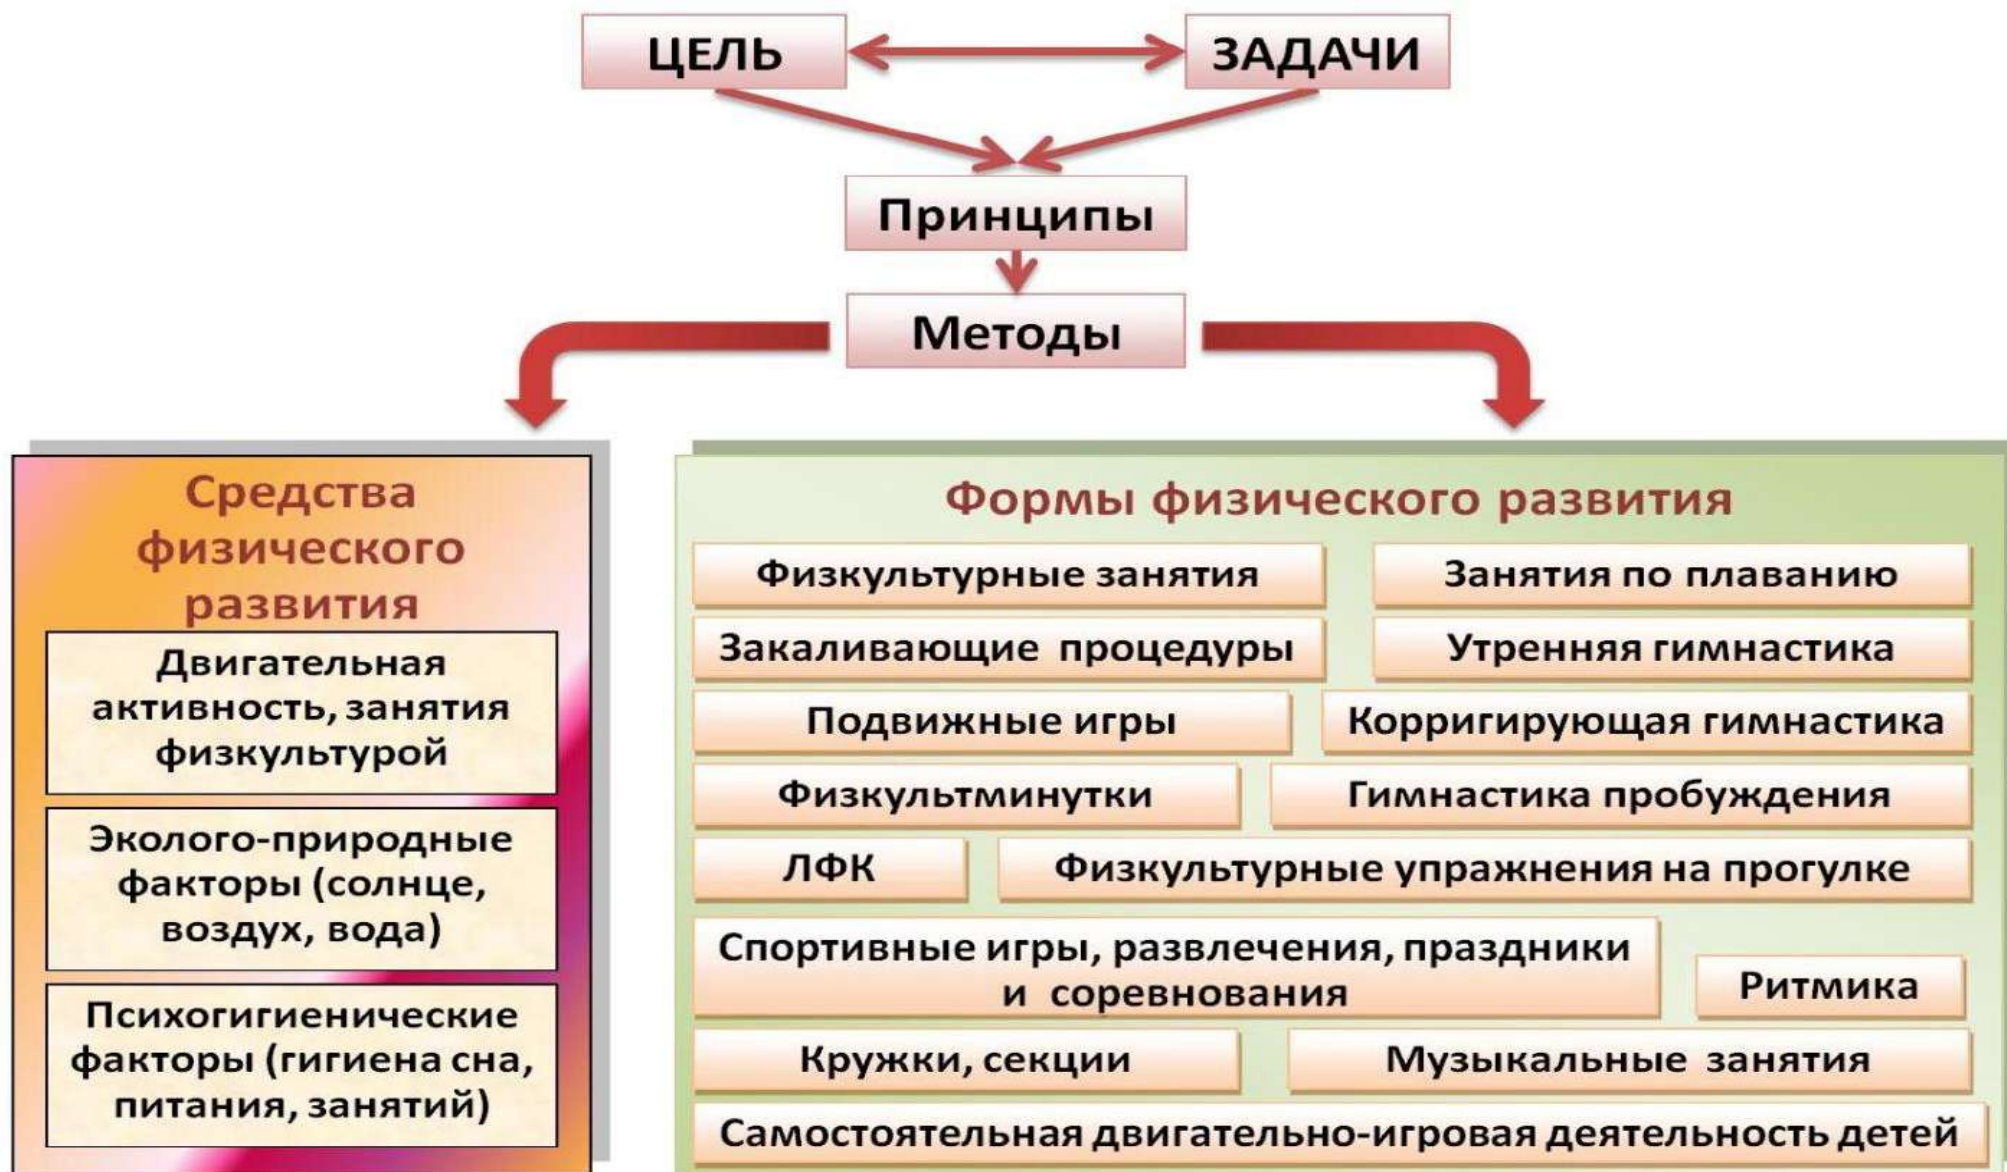 ЦЕЛЬ
ЗАДАЧИ
Принципы
Методы
Средства
физического
развития
Двигательная
активность, занятия
физкультурой
Эколого-природные
факторы (солнце,
воздух, вода)
Психогигиенические
факторы (гигиена сна,
питания, занятий)
Формы физического развития
Физкультурные занятия
Занятия по плаванию
Закаливающие процедуры
Утренняя гимнастика
Подвижные игры
Корригирующая гимнастика
Физкультминутки
Гимнастика пробуждения
ЛФК
Физкультурные упражнения на прогулке
Спортивные игры, развлечения, праздники
и соревнования
Ритмика
Кружки, секции
Музыкальные занятия
Самостоятельная двигательно-игровая деятельность детей